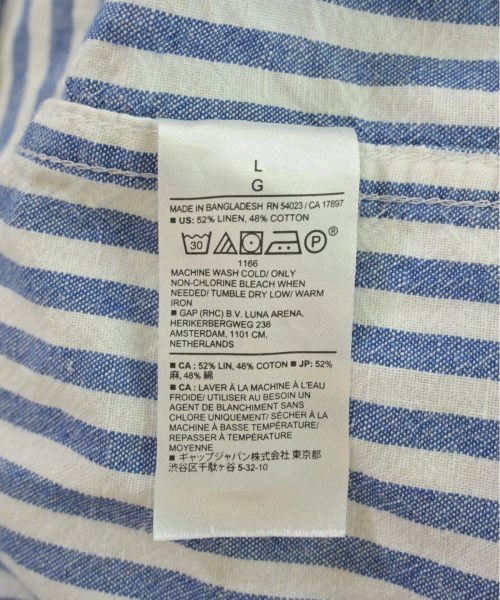 L
G
MADE IN BANGLADESH RN 54023 / CA 17897
■ US: 52% LINEN, 48% COTTON
30 P ®
1166
MACHINE WASH COLD/ ONLY
NON-CHLORINE BLEACH WHEN
NEEDED/ TUMBLE DRY LOW/ WARM
IRON
■ GAP (RHC) B.V. LUNA ARENA,
HERIKERBERGWEG 238
AMSTERDAM, 1101 CM,
NETHERLANDS
■ CA : 52% LIN, 48% COTON ■ JP: 52%
麻, 48% 綿
■ CA : LAVER À LA MACHINE À L'EAU
FROIDE/ UTILISER AU BESOIN UN
AGENT DE BLANCHIMENT SANS
CHLORE UNIQUEMENT/ SÉCHER À LA
MACHINE À BASSE TEMPÉRATURE/
REPASSER À TEMPÉRATURE
MOYENNE
■ ギャップジャパン株式会社 東京都
渋谷区千駄ヶ谷 5-32-10